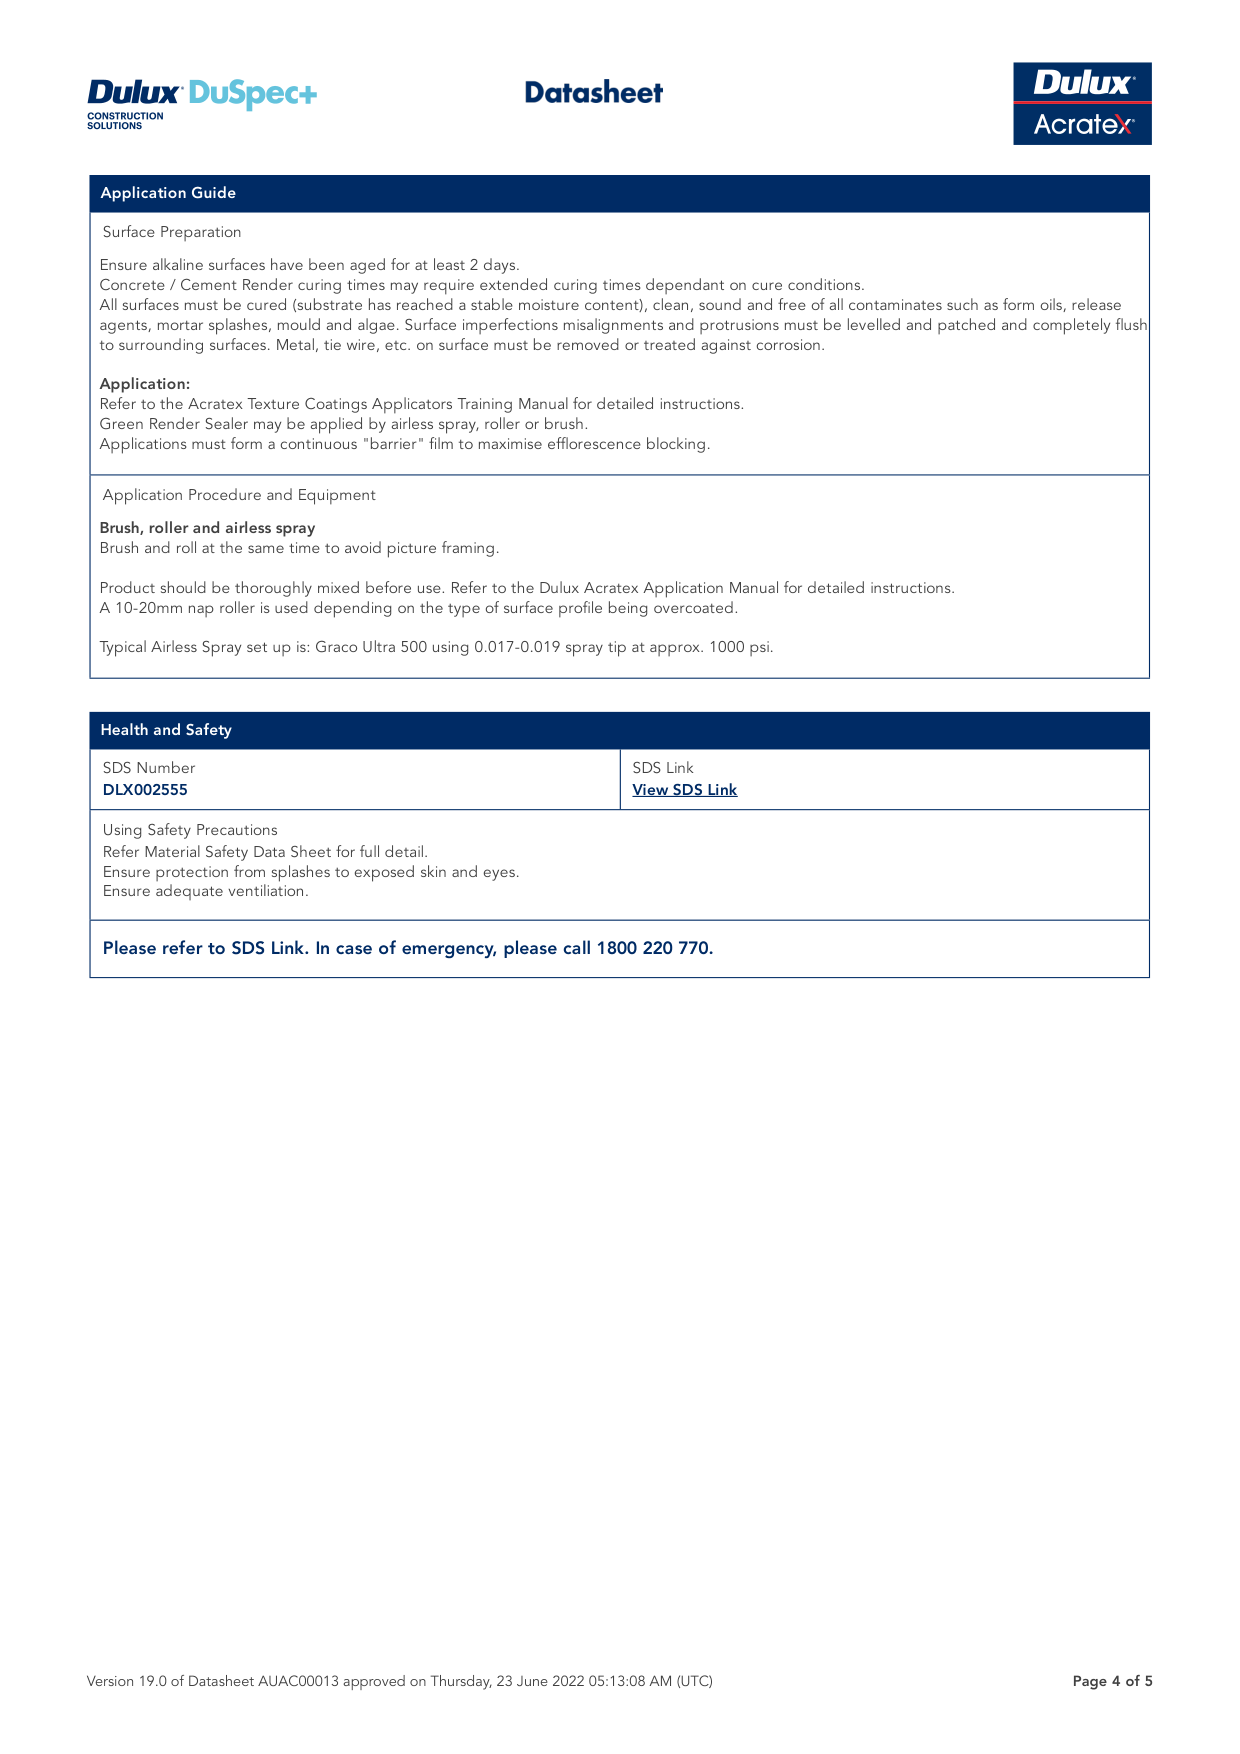 Dulux DuSpec+
CONSTRUCTION
SOLUTIONS
Datasheet
Dulux
Acratex
Application Guide
Surface Preparation
Ensure alkaline surfaces have been aged for at least 2 days.
Concrete / Cement Render curing times may require extended curing times dependant on cure conditions.
All surfaces must be cured (substrate has reached a stable moisture content), clean, sound and free of all contaminates such as form oils, release
agents, mortar splashes, mould and algae. Surface imperfections misalignments and protrusions must be levelled and patched and completely flush
to surrounding surfaces. Metal, tie wire, etc. on surface must be removed or treated against corrosion.
Application:
Refer to the Acratex Texture Coatings Applicators Training Manual for detailed instructions.
Green Render Sealer may be applied by airless spray, roller or brush.
Applications must form a continuous "barrier" film to maximise efflorescence blocking.
Application Procedure and Equipment
Brush, roller and airless spray
Brush and roll at the same time to avoid picture framing.
Product should be thoroughly mixed before use. Refer to the Dulux Acratex Application Manual for detailed instructions.
A 10-20mm nap roller is used depending on the type of surface profile being overcoated.
Typical Airless Spray set up is: Graco Ultra 500 using 0.017-0.019 spray tip at approx. 1000 psi.
Health and Safety
SDS Number
DLX002555
SDS Link
View SDS Link
Using Safety Precautions
Refer Material Safety Data Sheet for full detail.
Ensure protection from splashes to exposed skin and eyes.
Ensure adequate ventiliation.
Please refer to SDS Link. In case of emergency, please call 1800 220 770.
Version 19.0 of Datasheet AUAC00013 approved on Thursday, 23 June 2022 05:13:08 AM (UTC)
Page 4 of 5